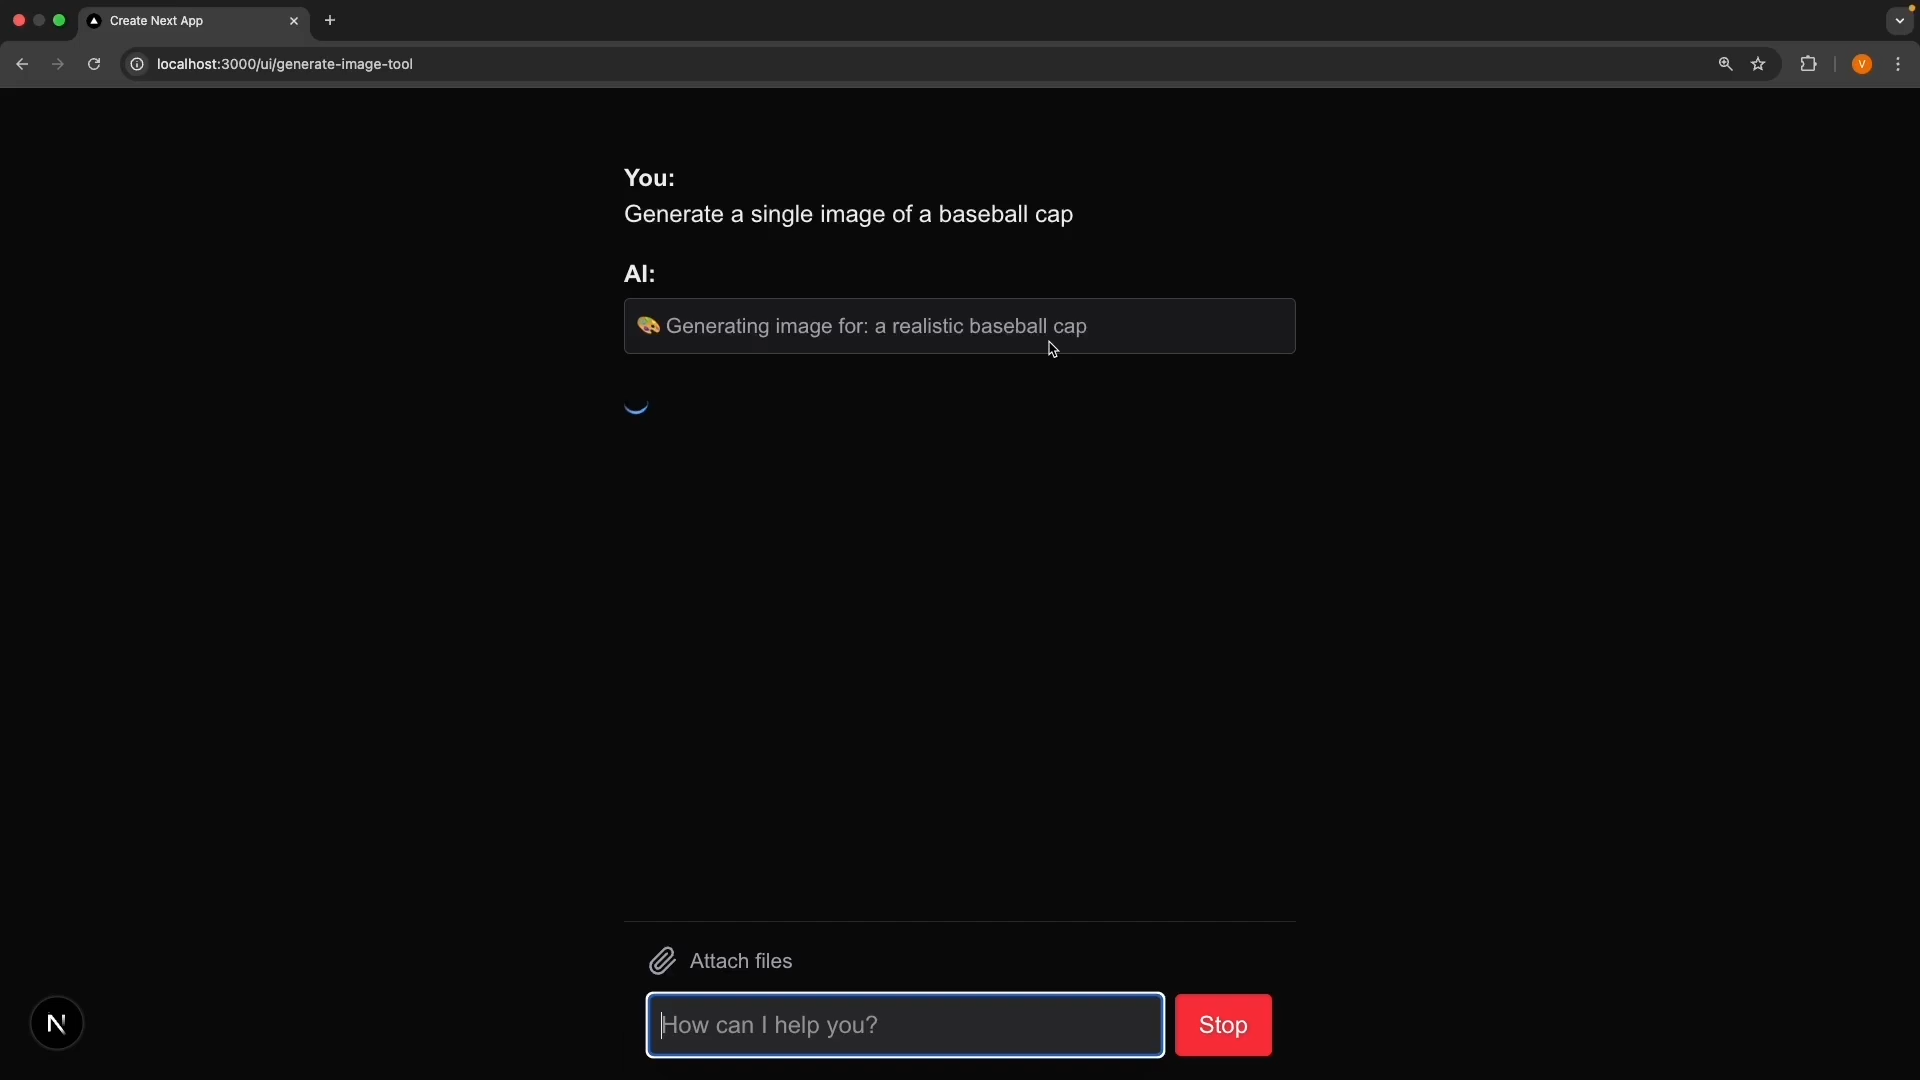 Create Next App
localhost:3000/ui/generate-image-tool
V
You:
Generate a single image of a baseball cap
AI:
🎨 Generating image for: a realistic baseball cap
Attach files
How can I help you?
Stop
N